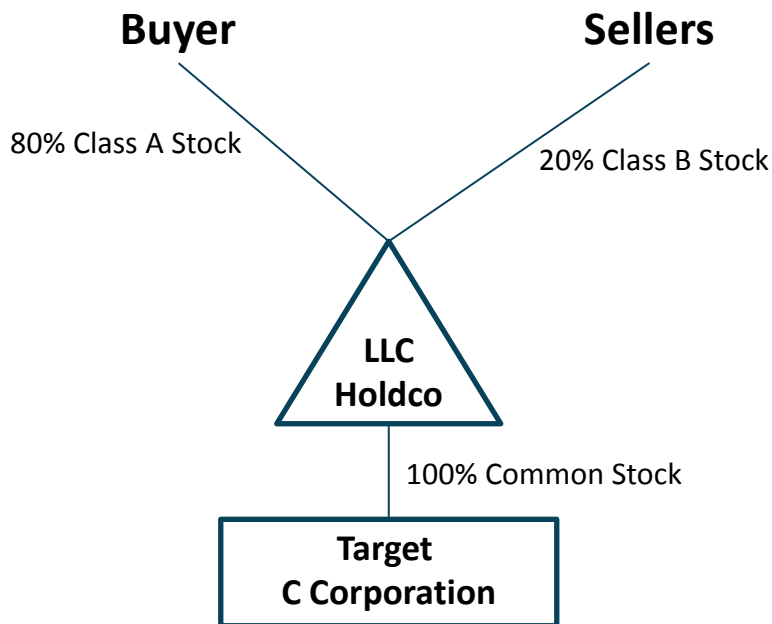 Buyer
Sellers
80% Class A Stock
20% Class B Stock
LLC
Holdco
100% Common Stock
Target
C Corporation